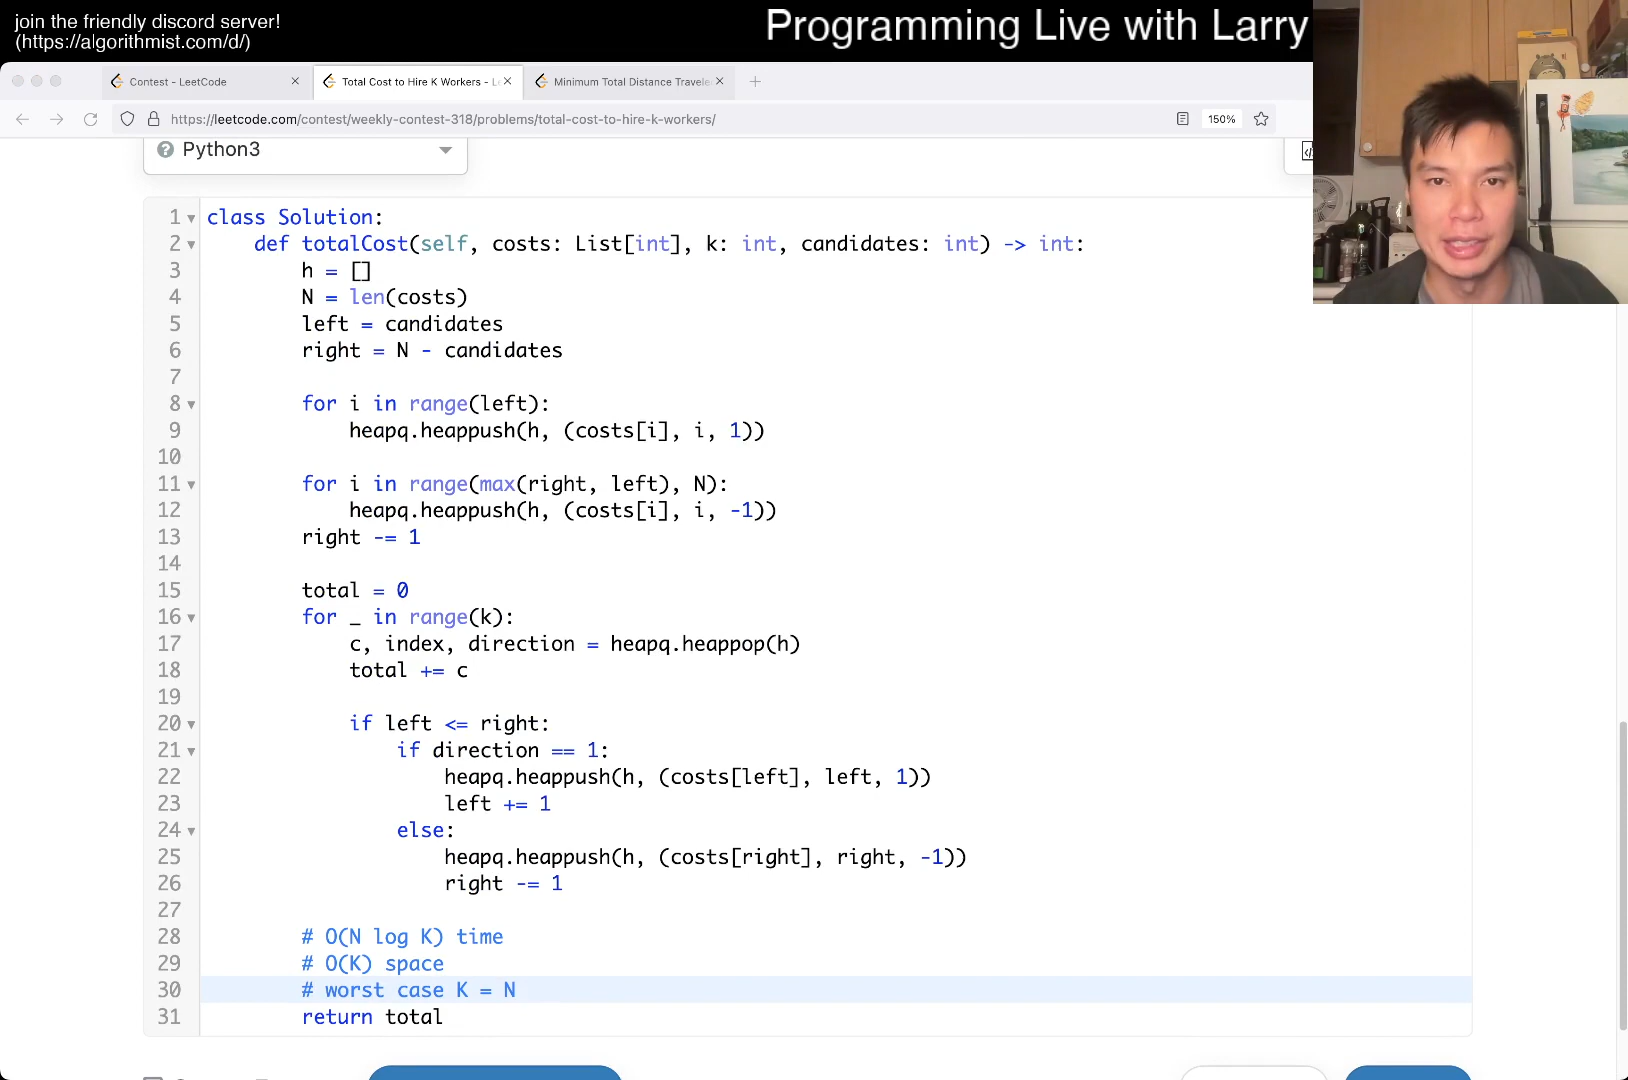 join the friendly discord server!
(https://algorithmist.com/d/)
Programming Live with Larry
Contest - LeetCode
Total Cost to Hire K Workers - Le
Minimum Total Distance Travele
https://leetcode.com/contest/weekly-contest-318/problems/total-cost-to-hire-k-workers/
150%
Python3
1 class Solution:
2     def totalCost(self, costs: List[int], k: int, candidates: int) -> int:
3         h = []
4         N = len(costs)
5         left = candidates
6         right = N - candidates
7
8         for i in range(left):
9             heapq.heappush(h, (costs[i], i, 1))
10
11         for i in range(max(right, left), N):
12             heapq.heappush(h, (costs[i], i, -1))
13         right -= 1
14
15         total = 0
16         for _ in range(k):
17             c, index, direction = heapq.heappop(h)
18             total += c
19
20             if left <= right:
21                 if direction == 1:
22                     heapq.heappush(h, (costs[left], left, 1))
23                     left += 1
24                 else:
25                     heapq.heappush(h, (costs[right], right, -1))
26                     right -= 1
27
28         # O(N log K) time
29         # O(K) space
30         # worst case K = N
31         return total